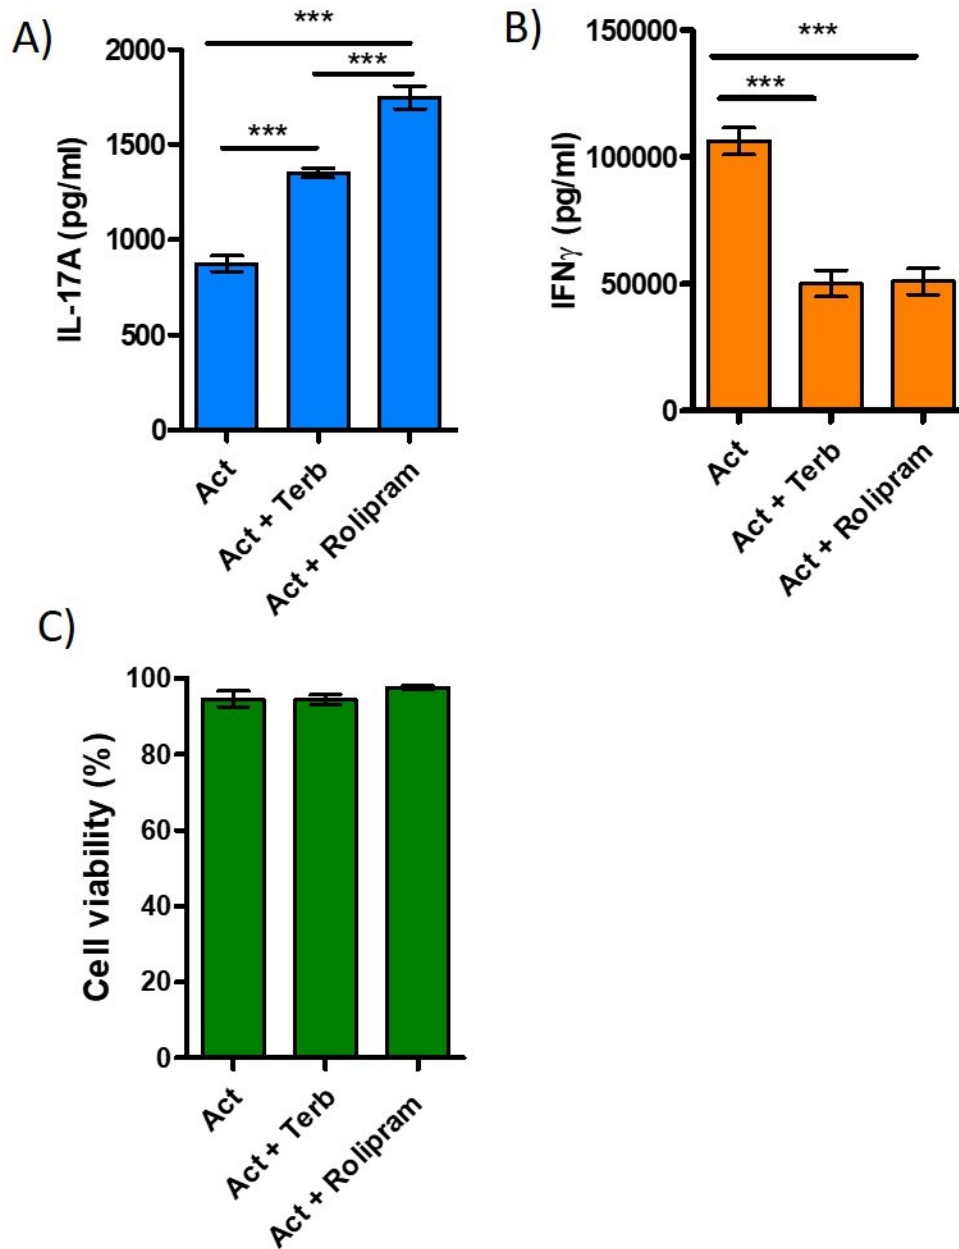 A)
***
***
***
IL-17A (pg/ml)
2000
1500
1000
500
0
Act
Act + Terb
Act + Rolipram
B)
***
***
IFNγ (pg/ml)
150000
100000
50000
0
Act
Act + Terb
Act + Rolipram
C)
Cell viability (%)
100
80
60
40
20
0
Act
Act + Terb
Act + Rolipram